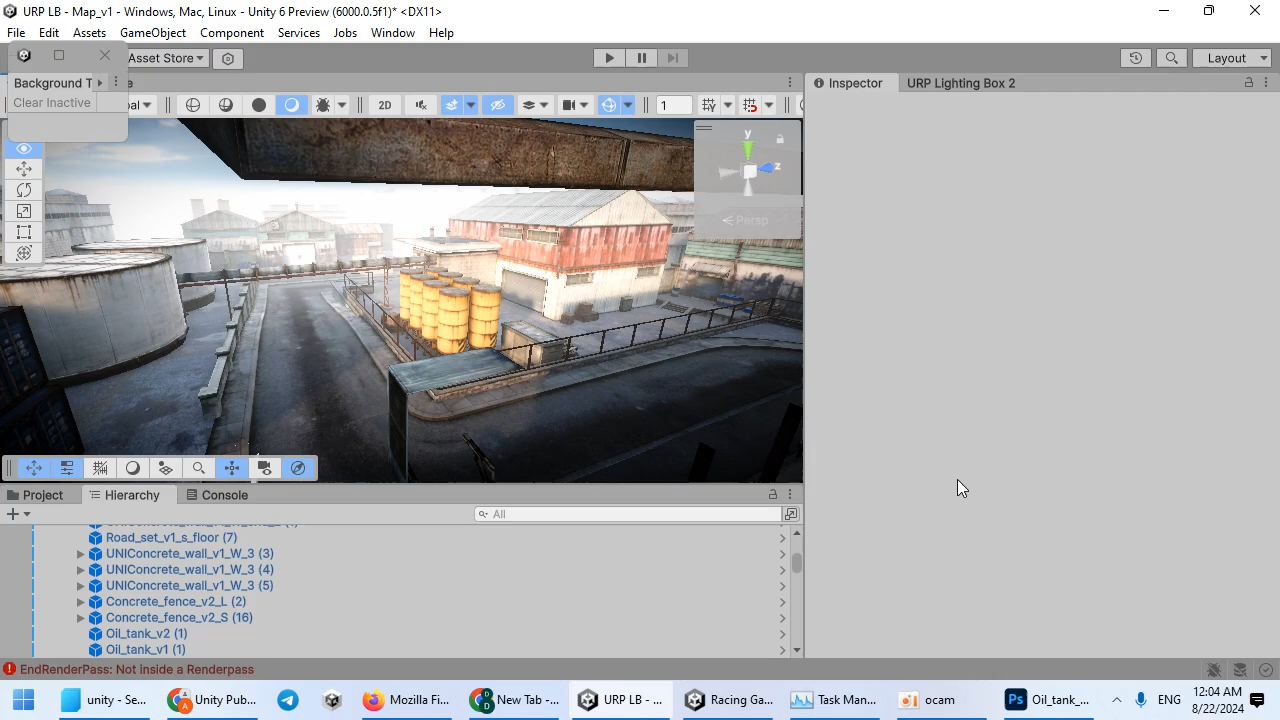 URP LB - Map_v1 - Windows, Mac, Linux - Unity 6 Preview (6000.0.5f1)* <DX11>
File Edit Assets GameObject Component Services Jobs Window Help
Asset Store
Layout
Background T
Inspector URP Lighting Box 2
Clear Inactive
2D 1
y
z
Persp
Project Hierarchy Console
All
Road_set_v1_s_floor (7)
UNIConcrete_wall_v1_W_3 (3)
UNIConcrete_wall_v1_W_3 (4)
UNIConcrete_wall_v1_W_3 (5)
Concrete_fence_v2_L (2)
Concrete_fence_v2_S (16)
Oil_tank_v2 (1)
Oil_tank_v1 (1)
EndRenderPass: Not inside a Renderpass
unity - Se... Unity Pub... Mozilla Fi... New Tab -... URP LB - ... Racing Ga... Task Man... ocam Oil_tank_... ENG 12:04 AM
8/22/2024